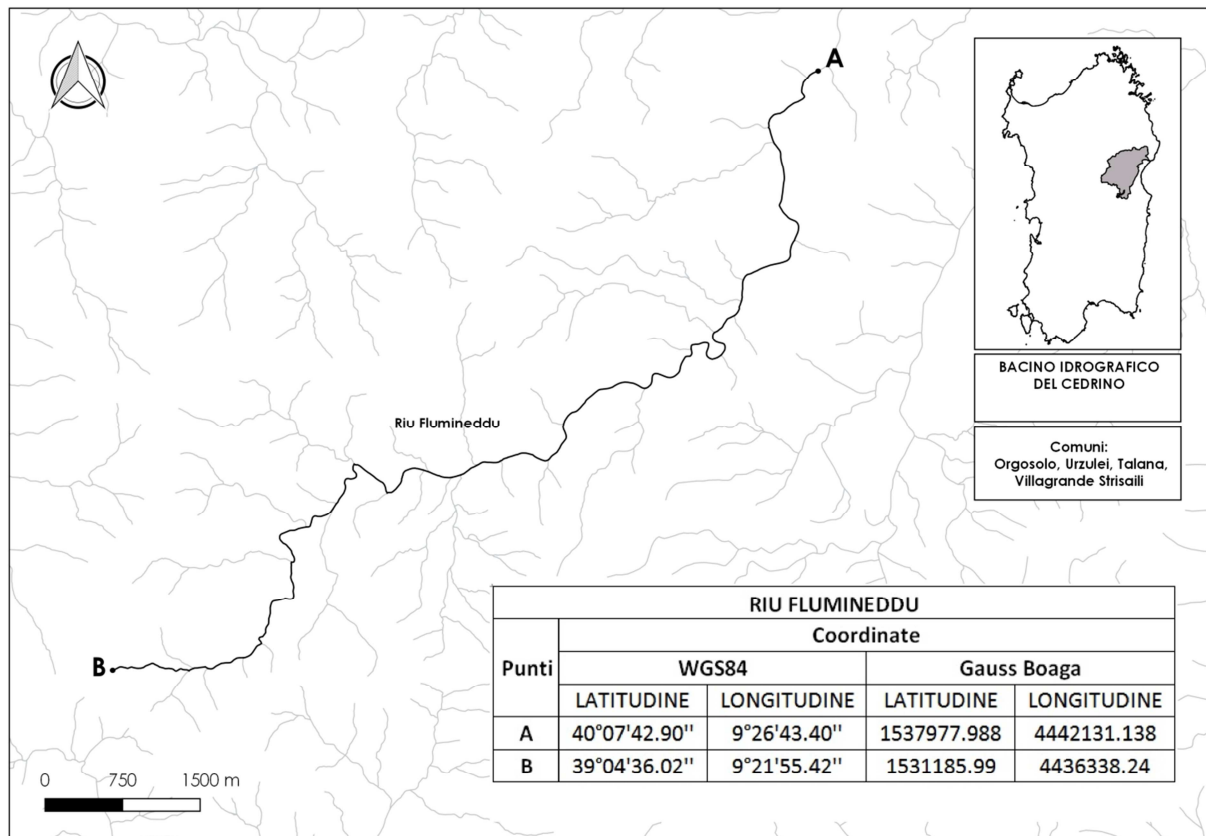 A
BACINO IDROGRAFICO
DEL CEDRINO
Riu Flumineddu
Comuni:
Orgosolo, Urzulei, Talana,
Villagrande Strisaili
B
RIU FLUMINEDDU
Punti
Coordinate
WGS84 Gauss Boaga
LATITUDINE LONGITUDINE LATITUDINE LONGITUDINE
A 40°07'42.90'' 9°26'43.40'' 1537977.988 4442131.138
B 39°04'36.02'' 9°21'55.42'' 1531185.99 4436338.24
0 750 1500 m